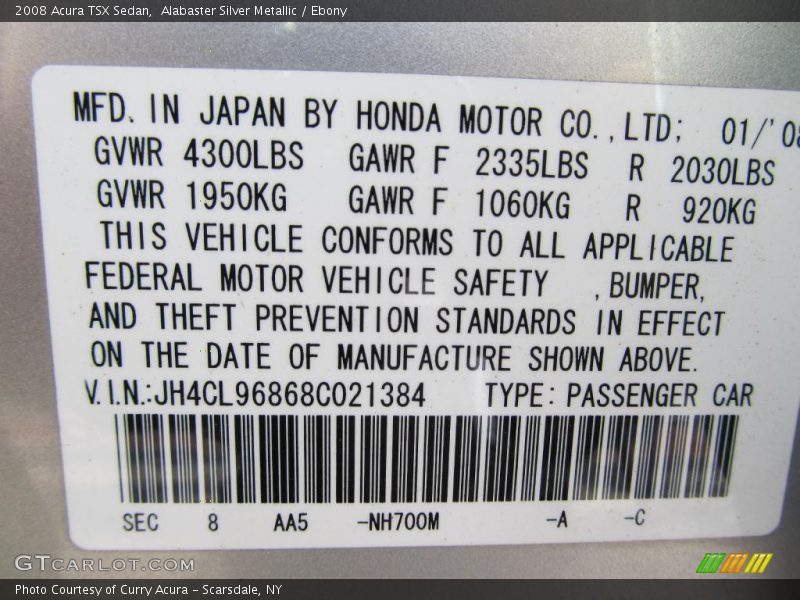 2008 Acura TSX Sedan, Alabaster Silver Metallic / Ebony
MFD. IN JAPAN BY HONDA MOTOR CO., LTD; 01/'08
GVWR 4300LBS GAWR F 2335LBS R 2030LBS
GVWR 1950KG GAWR F 1060KG R 920KG
THIS VEHICLE CONFORMS TO ALL APPLICABLE
FEDERAL MOTOR VEHICLE SAFETY , BUMPER,
AND THEFT PREVENTION STANDARDS IN EFFECT
ON THE DATE OF MANUFACTURE SHOWN ABOVE.
V.I.N.:JH4CL96868C021384 TYPE: PASSENGER CAR
SEC 8 AA5 -NH700M -A -C
GTCARLOT.COM
Photo Courtesy of Curry Acura - Scarsdale, NY